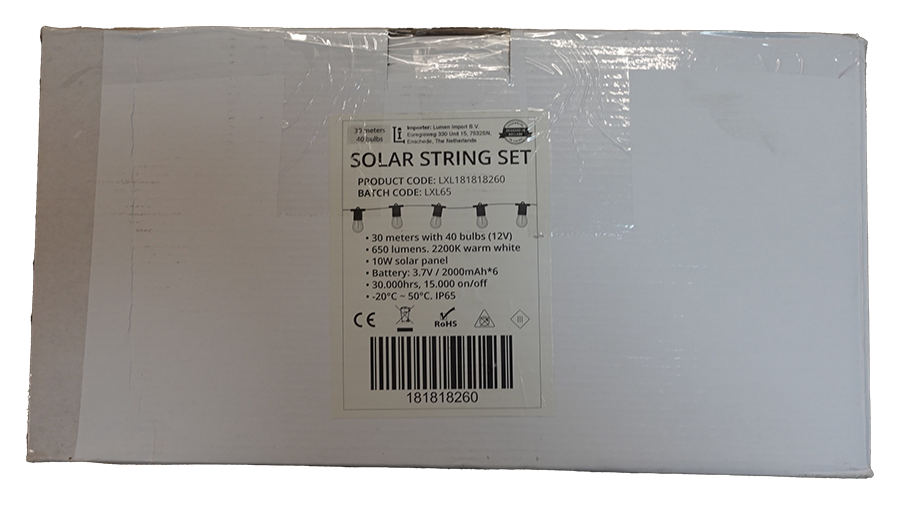 30 meters
40 bulbs
Importer: Lumen Import B.V.
Euregioweg 330 Unit 15, 7532SN,
Enschede, The Netherlands
SOLAR STRING SET
PRODUCT CODE: LXL181818260
BATCH CODE: LXL65
• 30 meters with 40 bulbs (12V)
• 650 lumens. 2200K warm white
• 10W solar panel
• Battery: 3.7V / 2000mAh*6
• 30.000hrs, 15.000 on/off
• -20°C ~ 50°C. IP65
CE
RoHS
181818260